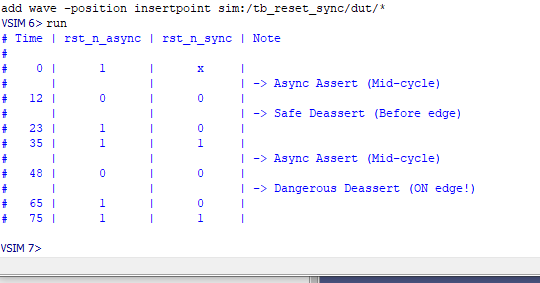 add wave -position insertpoint sim:/tb_reset_sync/dut/*
VSIM 6> run
# Time | rst_n_async | rst_n_sync | Note
#
#    0 |      1      |      x     |
#      |             |            | -> Async Assert (Mid-cycle)
#   12 |      0      |      0     |
#      |             |            | -> Safe Deassert (Before edge)
#   23 |      1      |      0     |
#   35 |      1      |      1     |
#      |             |            | -> Async Assert (Mid-cycle)
#   48 |      0      |      0     |
#      |             |            | -> Dangerous Deassert (ON edge!)
#   65 |      1      |      0     |
#   75 |      1      |      1     |
VSIM 7>